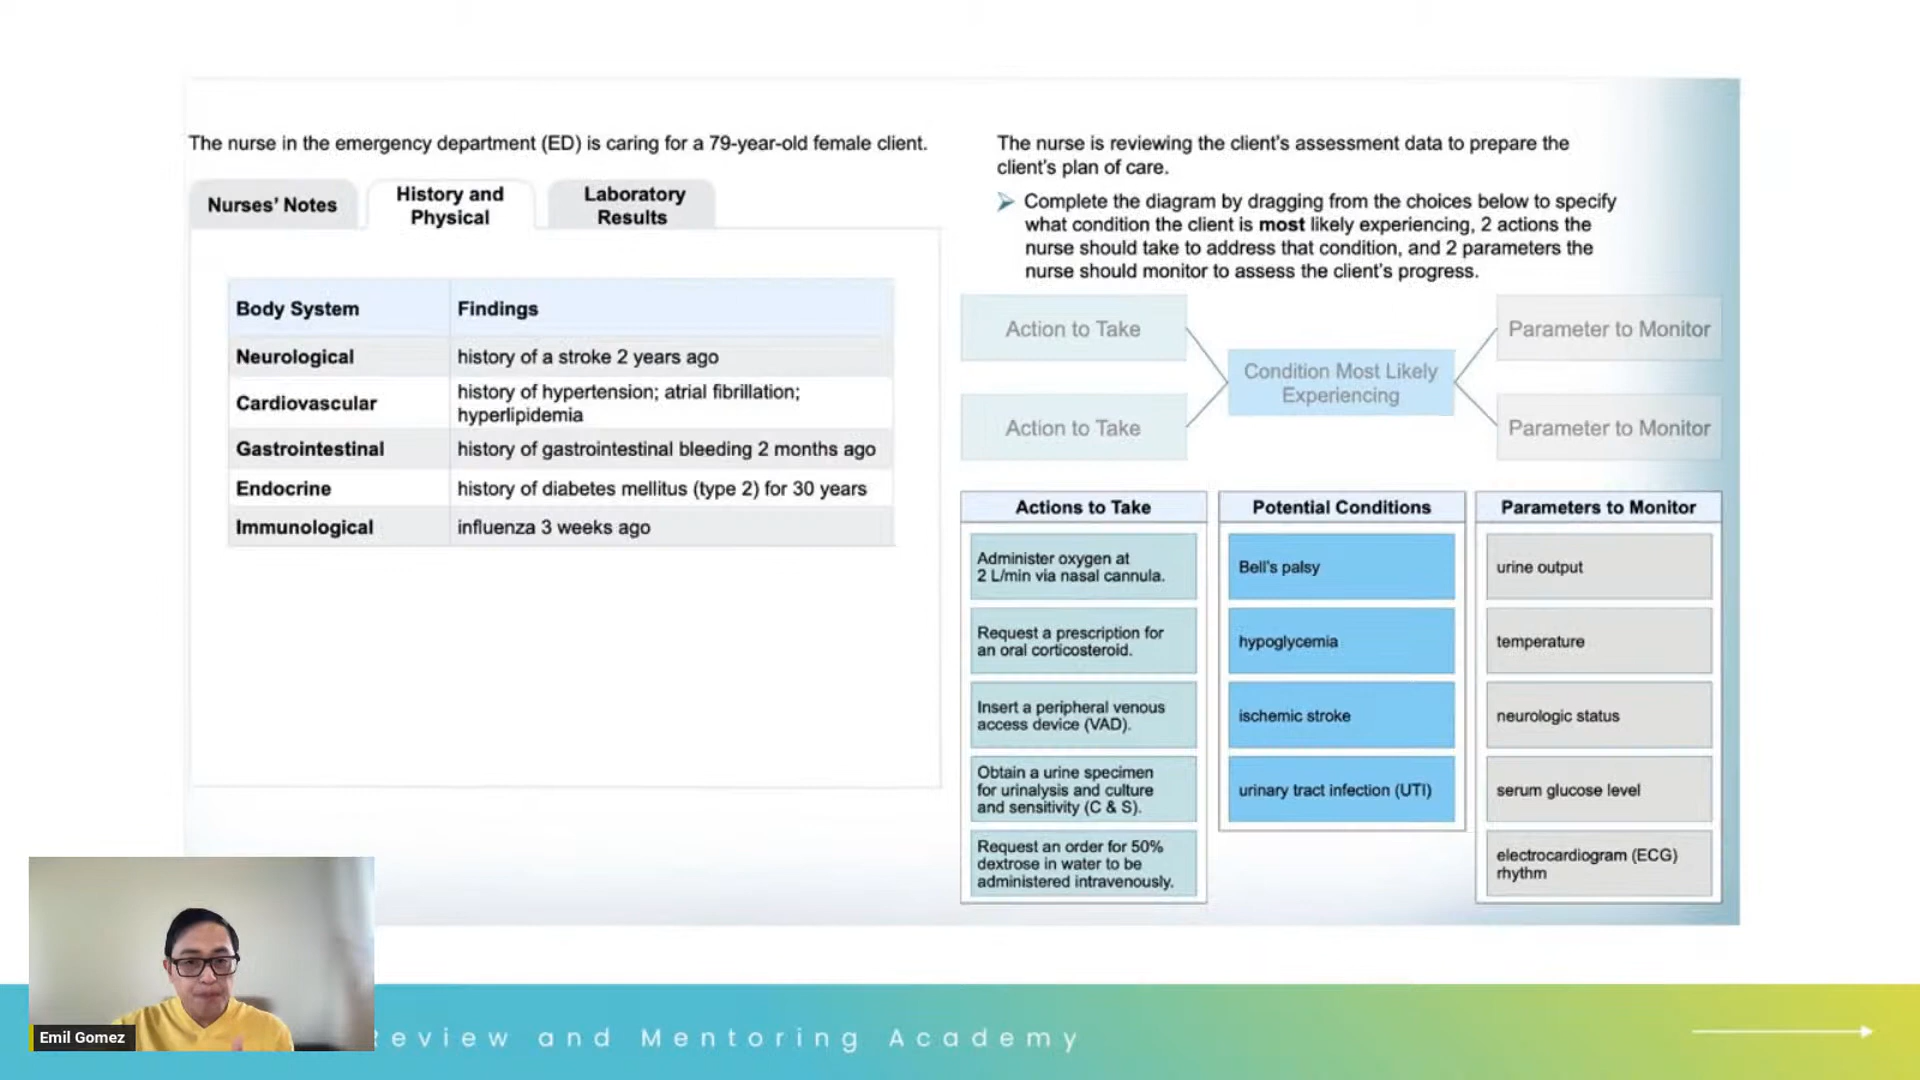 The nurse in the emergency department (ED) is caring for a 79-year-old female client.
Nurses' Notes
History and
Physical
Laboratory
Results
Body System
Findings
Neurological
history of a stroke 2 years ago
Cardiovascular
history of hypertension; atrial fibrillation;
hyperlipidemia
Gastrointestinal
history of gastrointestinal bleeding 2 months ago
Endocrine
history of diabetes mellitus (type 2) for 30 years
Immunological
influenza 3 weeks ago
The nurse is reviewing the client's assessment data to prepare the
client's plan of care.
Complete the diagram by dragging from the choices below to specify
what condition the client is most likely experiencing, 2 actions the
nurse should take to address that condition, and 2 parameters the
nurse should monitor to assess the client's progress.
Action to Take
Action to Take
Condition Most Likely
Experiencing
Parameter to Monitor
Parameter to Monitor
Actions to Take
Administer oxygen at
2 L/min via nasal cannula.
Request a prescription for
an oral corticosteroid.
Insert a peripheral venous
access device (VAD).
Obtain a urine specimen
for urinalysis and culture
and sensitivity (C & S).
Request an order for 50%
dextrose in water to be
administered intravenously.
Potential Conditions
Bell's palsy
hypoglycemia
ischemic stroke
urinary tract infection (UTI)
Parameters to Monitor
urine output
temperature
neurologic status
serum glucose level
electrocardiogram (ECG)
rhythm
Emil Gomez
eview and Mentoring Academy